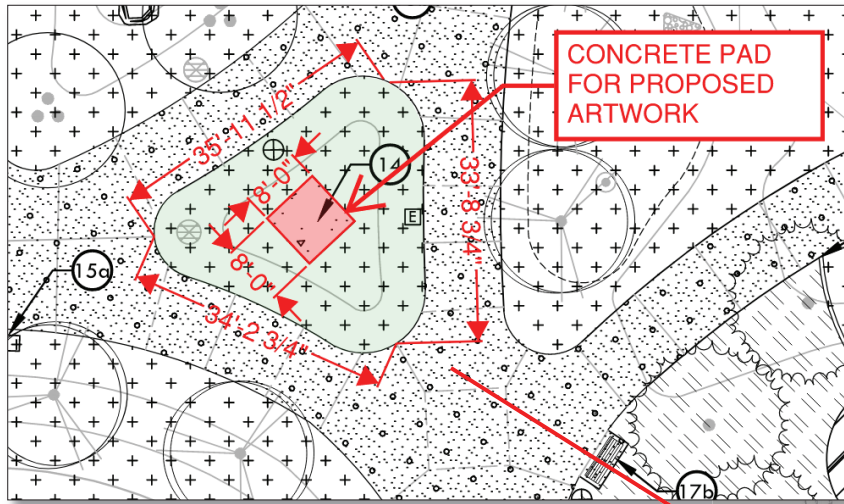 CONCRETE PAD
FOR PROPOSED
ARTWORK
35'-11 1/2"
14
8'-0"
33'-8 3/4"
E
15a
8'-0"
34'-2 3/4"
17b